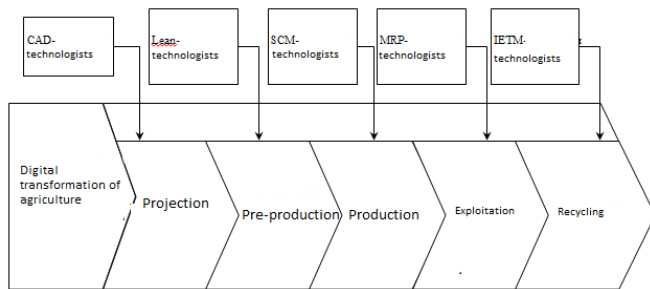 CAD-
technologists
Lean-
technologists
SCM-
technologists
MRP-
technologists
IETM-
technologists
Digital
transformation of
agriculture
Projection
Pre-production
Production
Exploitation
Recycling